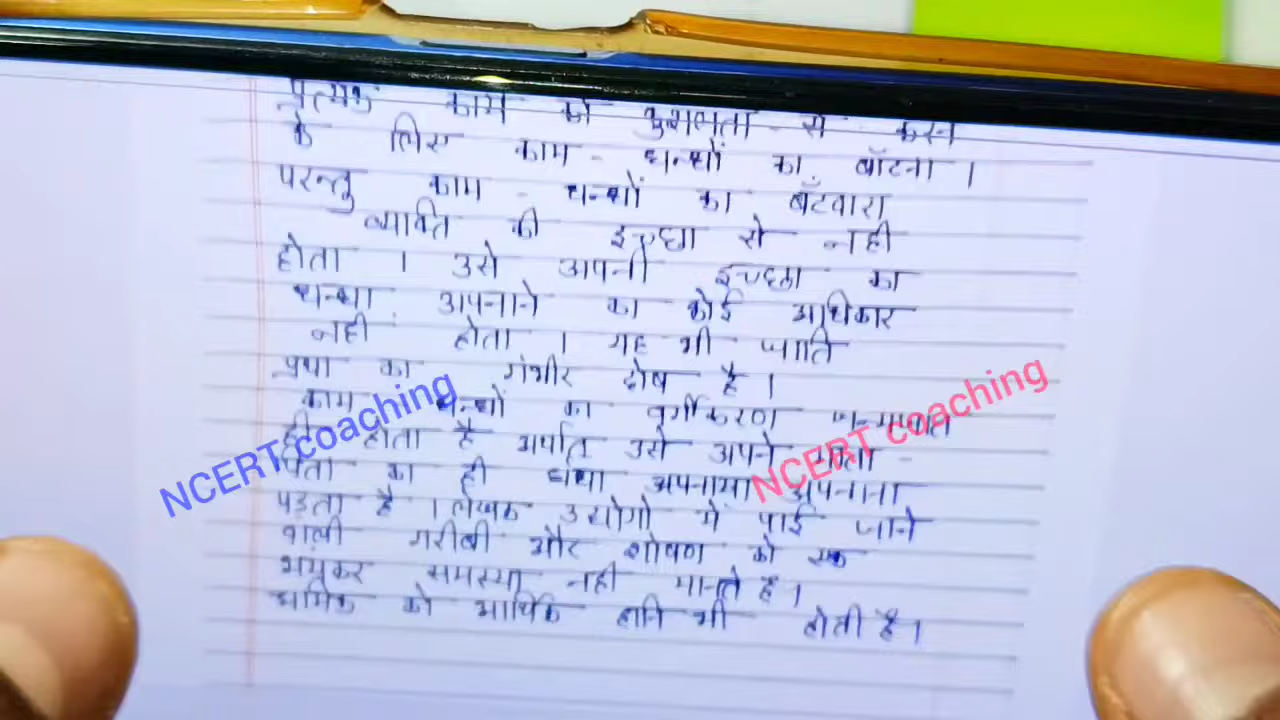 प्रत्येक काम को कुशलता से करने
के लिए काम - धन्धों का बाँटना ।
परन्तु काम - धन्धों का बँटवारा
व्यक्ति की इच्छा से नही
होता । उसे अपनी इच्छा का
धन्धा अपनाने का कोई अधिकार
नही होता । यह भी जाति
प्रथा का गंभीर दोष है ।
काम धन्धों का वर्गीकरण
ही होता है अर्थात उसे अपने माता -
पिता का ही धंधा अपनाना
पड़ता है । लेखक उद्योगो में पाई जाने
वाली गरीबी और शोषण को एक
भयंकर समस्या नही मानते है ।
श्रमिक को आर्थिक हानि भी होती है ।
NCERT coaching
NCERT coaching